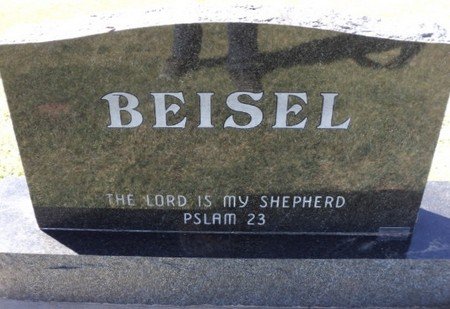 BEISEL
THE LORD IS MY SHEPHERD
PSLAM 23